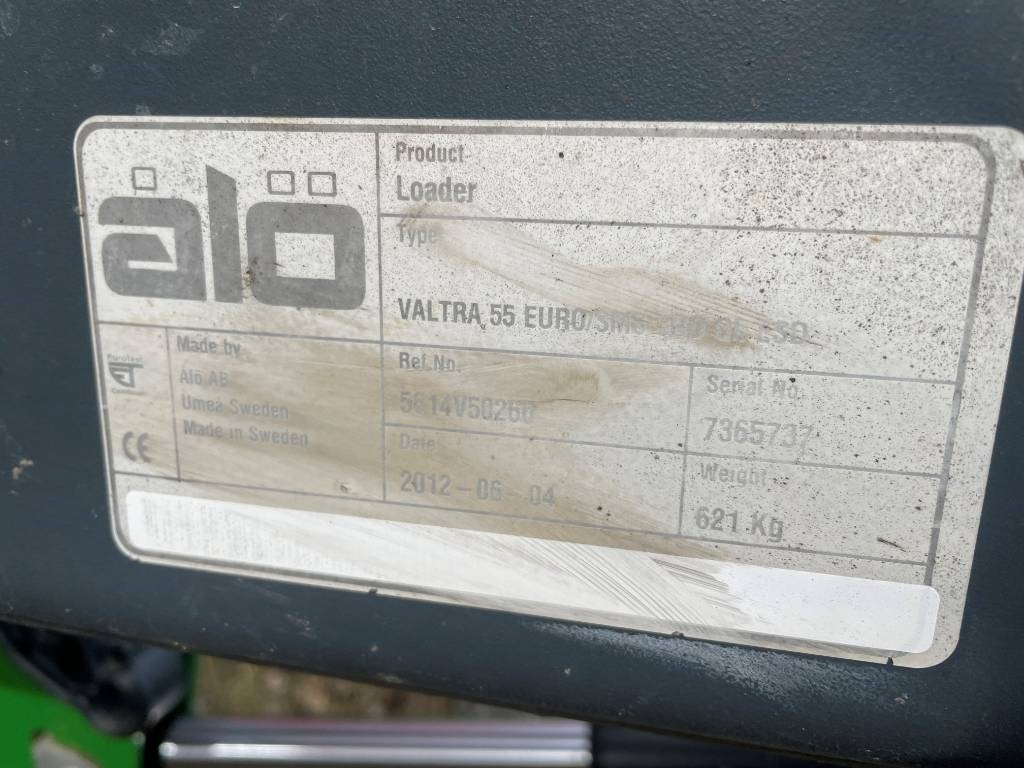 ålö
Product
Loader
Type
VALTRA 55 EURO/SMS
Made by
Ålö AB
Umeå Sweden
Made in Sweden
CE
Ref.No.
Serial No.
7365737
Date
2012-06-04
Weight
621 Kg